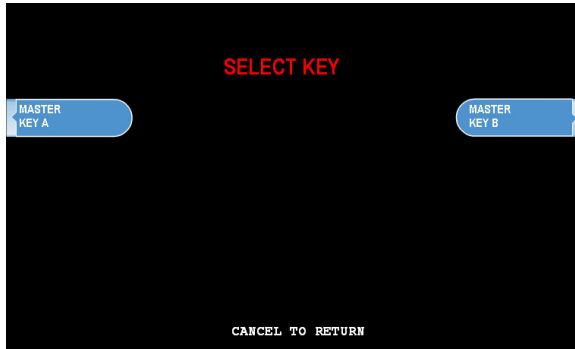 SELECT KEY
MASTER
KEY A
MASTER
KEY B
CANCEL TO RETURN